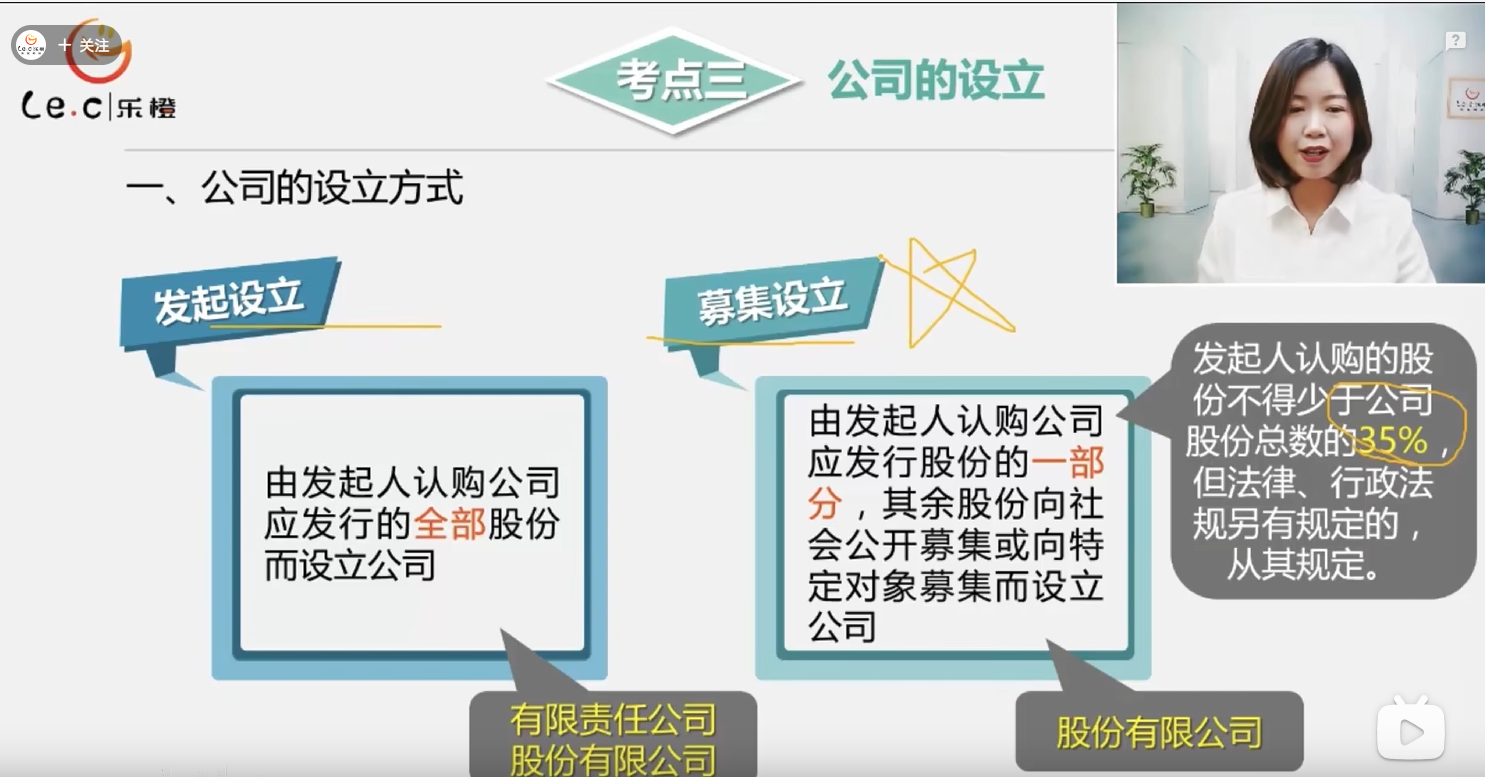 + 关注
Le.c|乐橙
考点三
公司的设立
一、公司的设立方式
发起设立
由发起人认购公司
应发行的全部股份
而设立公司
有限责任公司
股份有限公司
募集设立
由发起人认购公司
应发行股份的一部
分，其余股份向社
会公开募集或向特
定对象募集而设立
公司
股份有限公司
发起人认购的股
份不得少于公司
股份总数的35%，
但法律、行政法
规另有规定的，
从其规定。
?